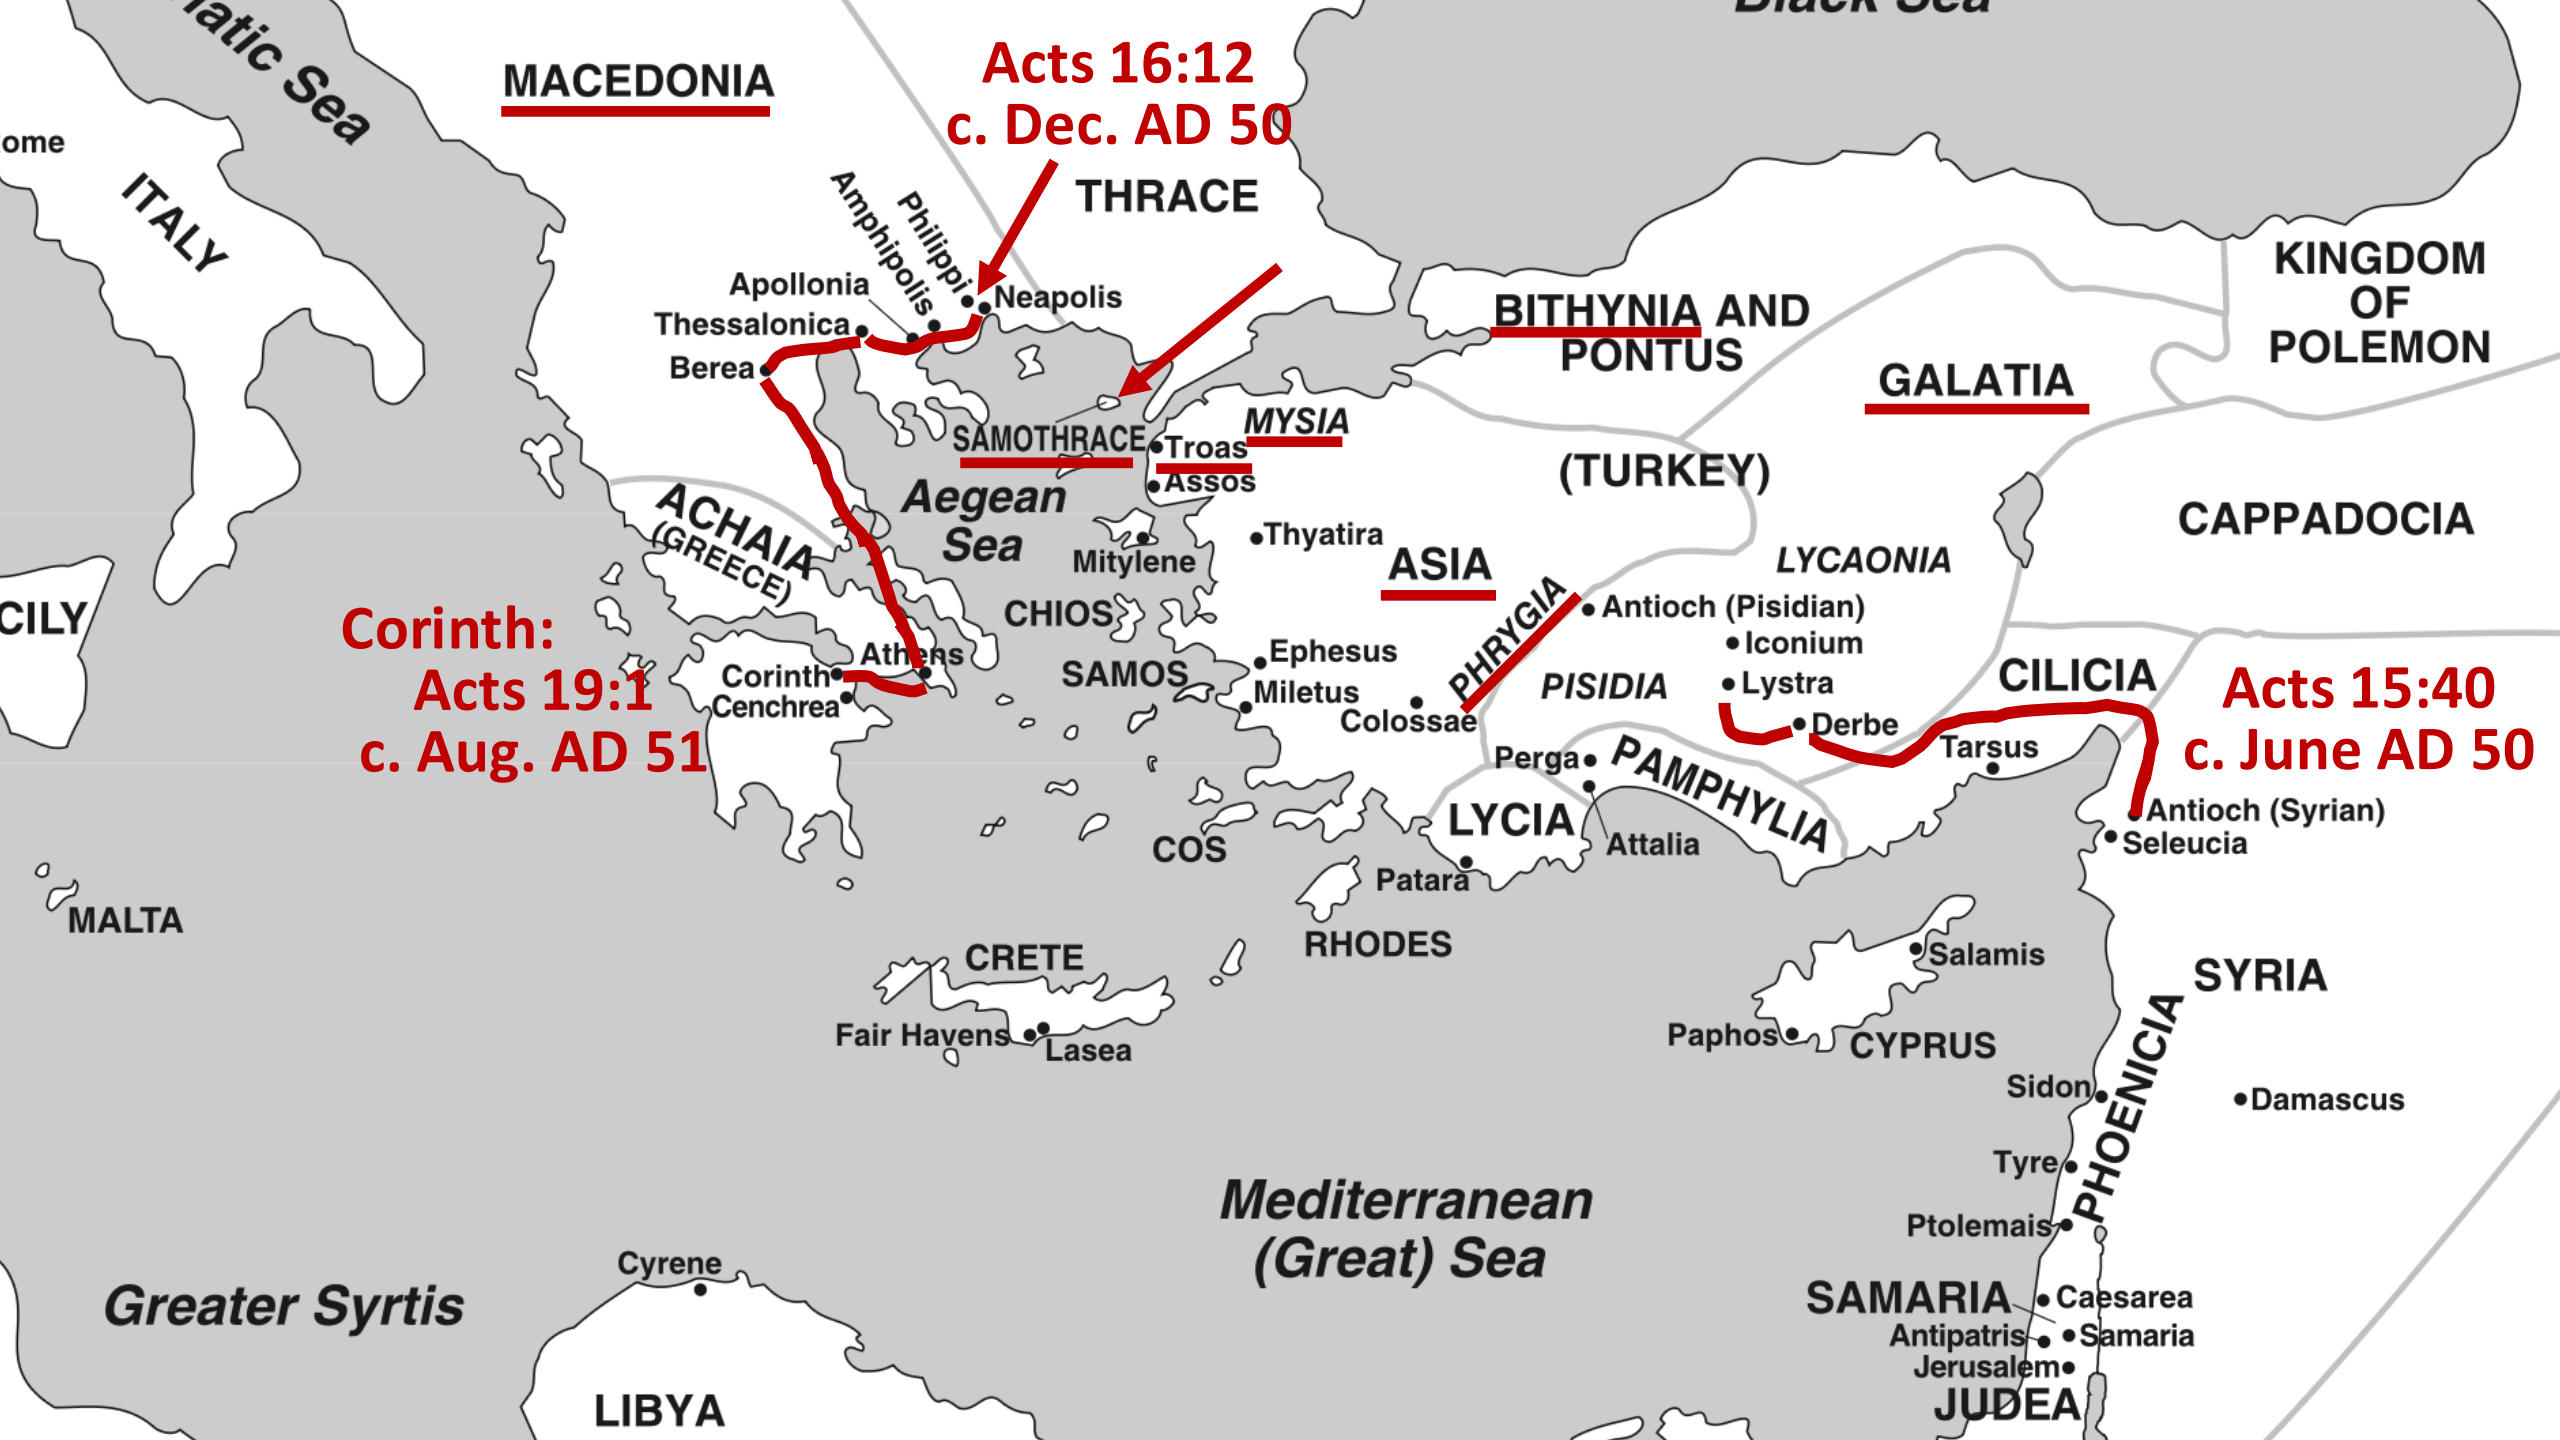 Black Sea
Adriatic Sea
MACEDONIA
Acts 16:12
c. Dec. AD 50
THRACE
ome
ITALY
Philippi
Amphipolis
Apollonia
Neapolis
Thessalonica
Berea
BITHYNIA AND
PONTUS
KINGDOM
OF
POLEMON
GALATIA
MYSIA
SAMOTHRACE
Troas
Assos
(TURKEY)
Aegean
Sea
ACHAIA
(GREECE)
CAPPADOCIA
Thyatira
Mitylene
ASIA
LYCAONIA
CILY
CHIOS
PHRYGIA
Antioch (Pisidian)
Iconium
Corinth:
Acts 19:1
c. Aug. AD 51
Athens
Corinth
Cenchrea
SAMOS
Ephesus
Miletus
Colossae
PISIDIA
Lystra
Derbe
CILICIA
Tarsus
Acts 15:40
c. June AD 50
Perga
PAMPHYLIA
LYCIA
Attalia
Antioch (Syrian)
Seleucia
COS
Patara
MALTA
RHODES
CRETE
Fair Havens
Lasea
Salamis
Paphos
CYPRUS
SYRIA
PHOENICIA
Sidon
Damascus
Tyre
Mediterranean
(Great) Sea
Ptolemais
Cyrene
Greater Syrtis
SAMARIA
Caesarea
Antipatris
Samaria
Jerusalem
JUDEA
LIBYA